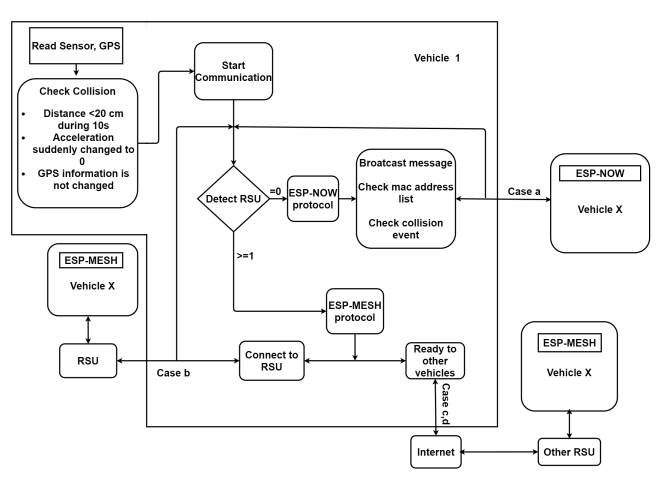 Read Sensor, GPS
Check Collision
• Distance <20 cm
during 10s
• Acceleration
suddenly changed to
0
• GPS information is
not changed
Start
Communication
Vehicle 1
Detect RSU
=0
>=1
ESP-NOW
protocol
Broatcast message
Check mac address
list
Check collision
event
Case a
ESP-NOW
Vehicle X
ESP-MESH
Vehicle X
RSU
Case b
ESP-MESH
protocol
Connect to
RSU
Ready to
other
vehicles
Case c,d
Internet
ESP-MESH
Vehicle X
Other RSU